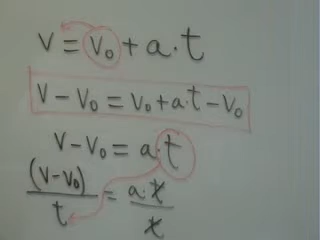 v = v₀ + a · t
v − v₀ = v₀ + a · t − v₀
v − v₀ = a · t
(v − v₀) / t = a · t / t